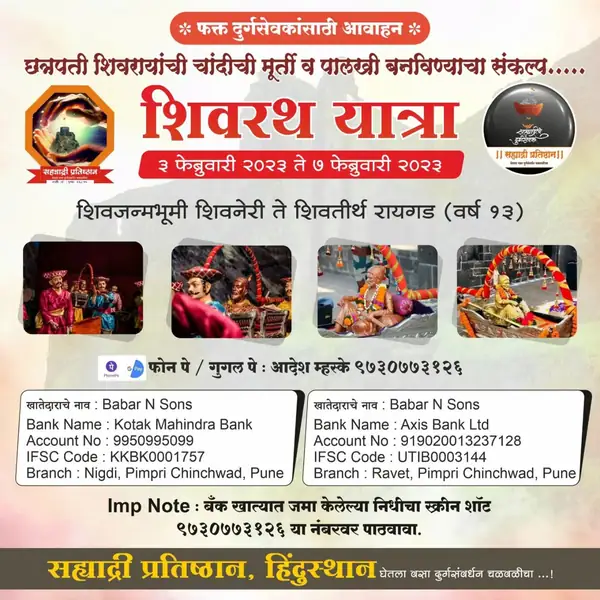 * फक्त दुर्गसेवकांसाठी आवाहन *
छत्रपती शिवरायांची चांदीची मूर्ती व पालखी बनविण्याचा संकल्प.....
शिवरथ यात्रा
सह्याद्री प्रतिष्ठान
|| सह्याद्री प्रतिष्ठान ||
३ फेब्रुवारी २०२३ ते ७ फेब्रुवारी २०२३
शिवजन्मभूमी शिवनेरी ते शिवतीर्थ रायगड (वर्ष १३)
PhonePe
Pay
फोन पे / गुगल पे : आदेश म्हस्के ९७३०७७३१२६
खातेदाराचे नाव : Babar N Sons
Bank Name : Kotak Mahindra Bank
Account No : 9950995099
IFSC Code : KKBK0001757
Branch : Nigdi, Pimpri Chinchwad, Pune
खातेदाराचे नाव : Babar N Sons
Bank Name : Axis Bank Ltd
Account No : 919020013237128
IFSC Code : UTIB0003144
Branch : Ravet, Pimpri Chinchwad, Pune
Imp Note : बँक खात्यात जमा केलेल्या निधीचा स्क्रीन शॉट
९७३०७७३१२६ या नंबरवर पाठवावा.
सह्याद्री प्रतिष्ठान, हिंदुस्थान घेतला वसा दुर्गसंवर्धन चळवळीचा ...!